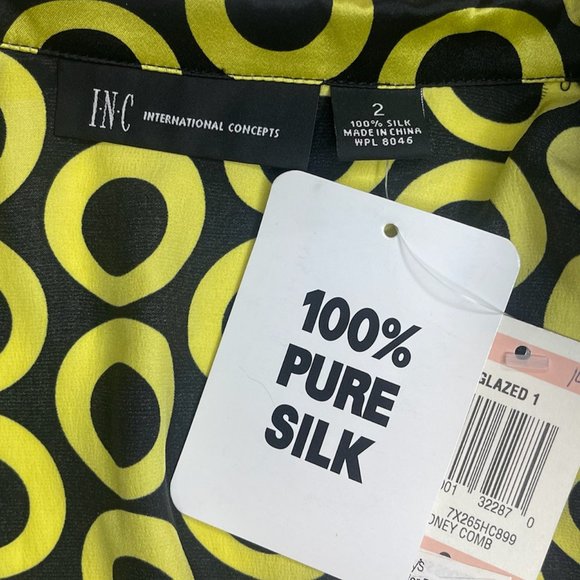 I·N·C INTERNATIONAL CONCEPTS
2
100% SILK
MADE IN CHINA
WPL 8046
100%
PURE
SILK
GLAZED 1
01 32287 0
7X265HC899
ONEY COMB